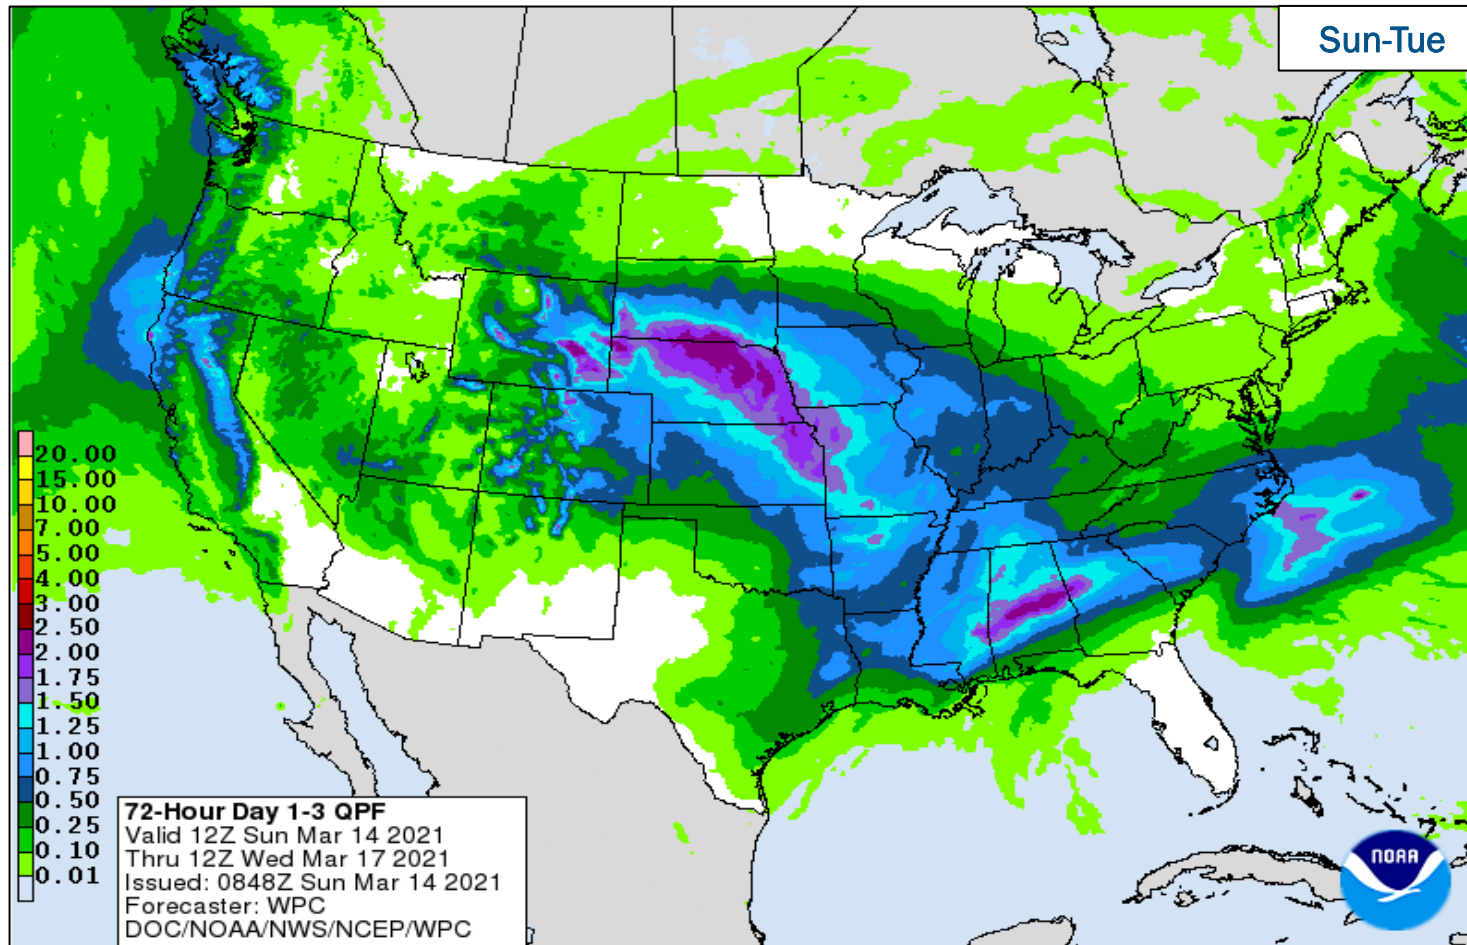 Sun-Tue
20.00
15.00
10.00
7.00
5.00
4.00
3.00
2.50
2.00
1.75
1.50
1.25
1.00
0.75
0.50
0.25
0.10
0.01
72-Hour Day 1-3 QPF
Valid 12Z Sun Mar 14 2021
Thru 12Z Wed Mar 17 2021
Issued: 0848Z Sun Mar 14 2021
Forecaster: WPC
DOC/NOAA/NWS/NCEP/WPC
NOAA